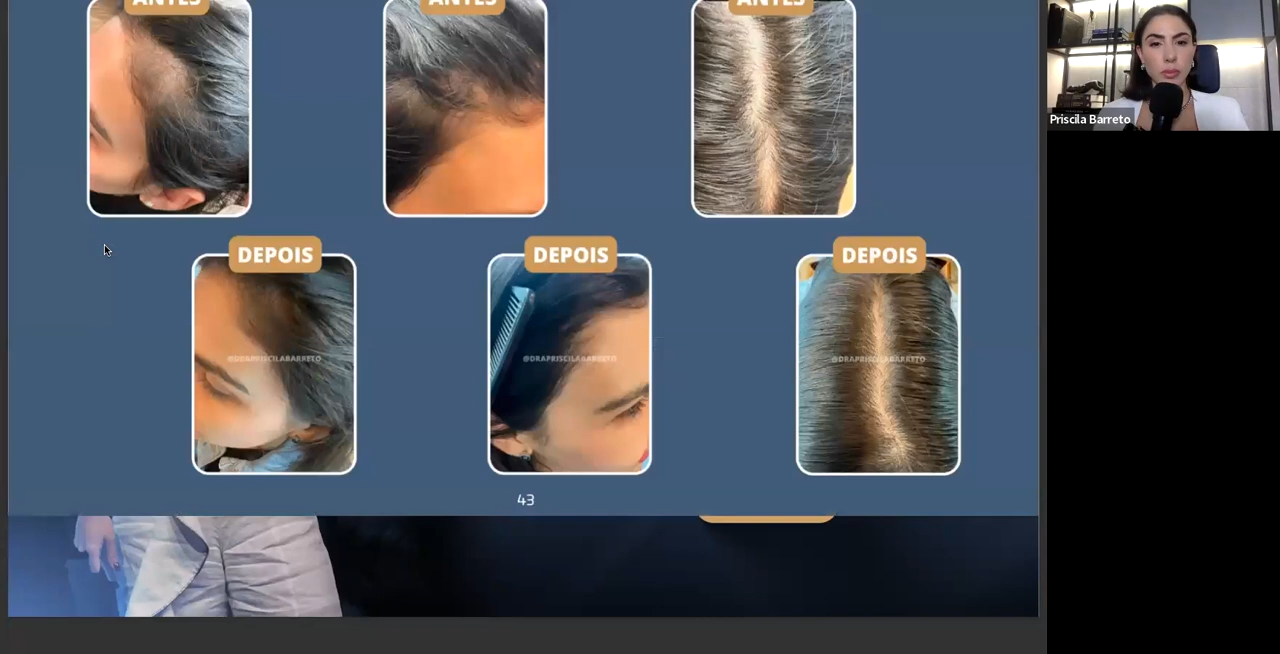 ANTES
ANTES
ANTES
Priscila Barreto
DEPOIS
DEPOIS
DEPOIS
@DRAPRISCILABARRETO
@DRAPRISCILABARRETO
@DRAPRISCILABARRETO
43